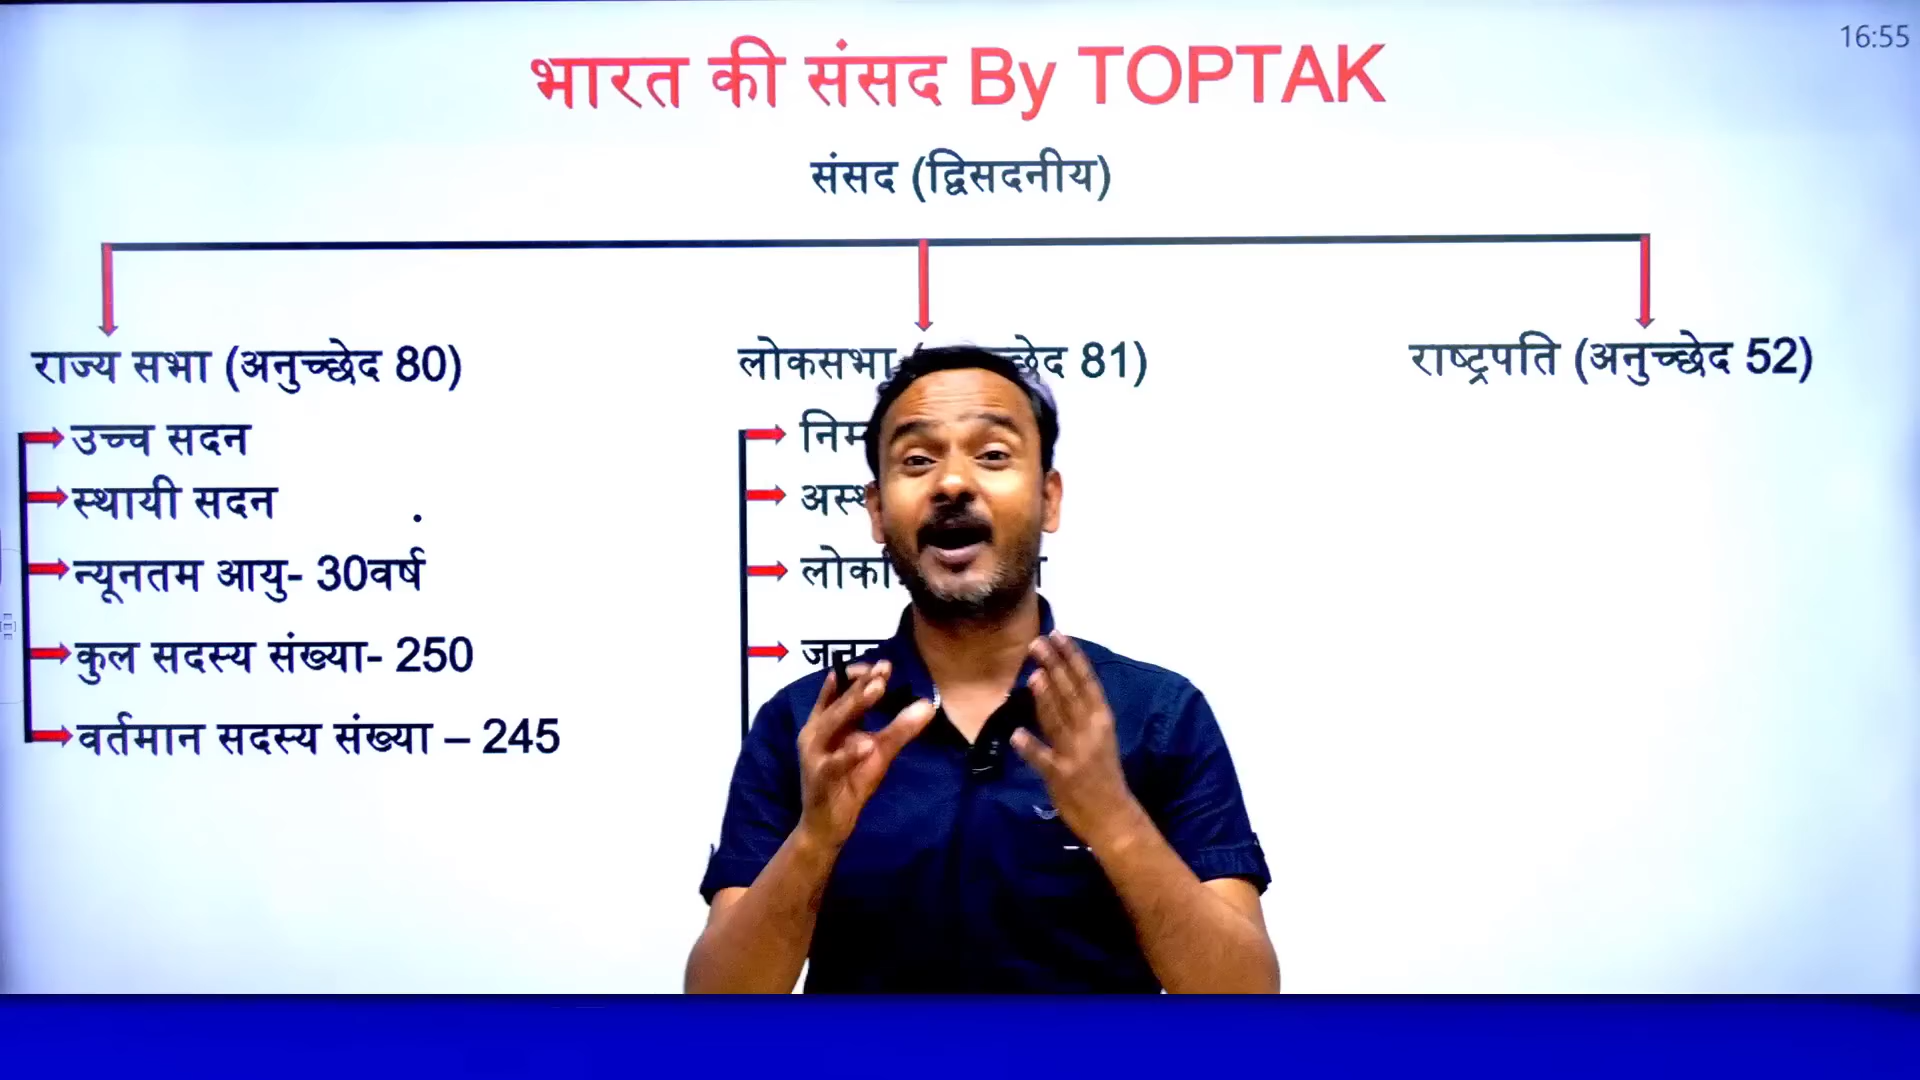 16:55
भारत की संसद By TOPTAK
संसद (द्विसदनीय)
राज्य सभा (अनुच्छेद 80)
उच्च सदन
स्थायी सदन
न्यूनतम आयु- 30वर्ष
कुल सदस्य संख्या- 250
वर्तमान सदस्य संख्या – 245
लोकसभा 81)
राष्ट्रपति (अनुच्छेद 52)